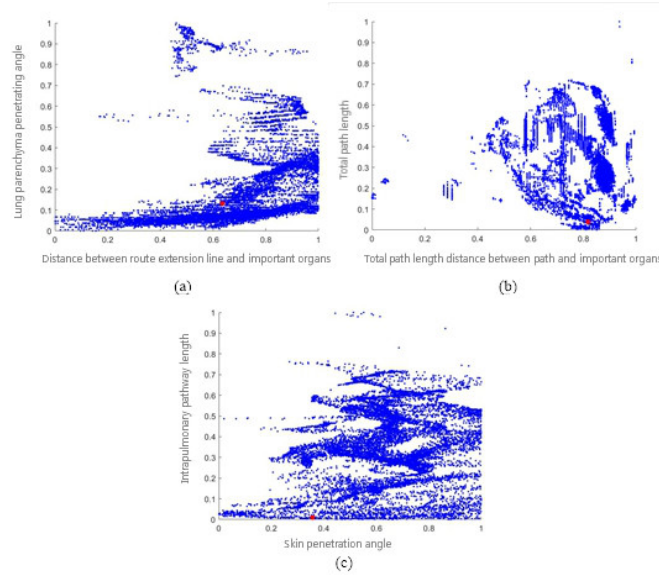 1
0.9
0.8
0.7
0.6
0.5
0.4
0.3
0.2
0.1
0
Lung parenchyma penetrating angle
0 0.2 0.4 0.6 0.8 1
Distance between route extension line and important organs
(a)
1
0.9
0.8
0.7
0.6
0.5
0.4
0.3
0.2
0.1
0
Total path length
0 0.2 0.4 0.6 0.8 1
Total path length distance between path and important organs
(b)
1
0.9
0.8
0.7
0.6
0.5
0.4
0.3
0.2
0.1
0
Intrapulmonary pathway length
0 0.2 0.4 0.6 0.8 1
Skin penetration angle
(c)